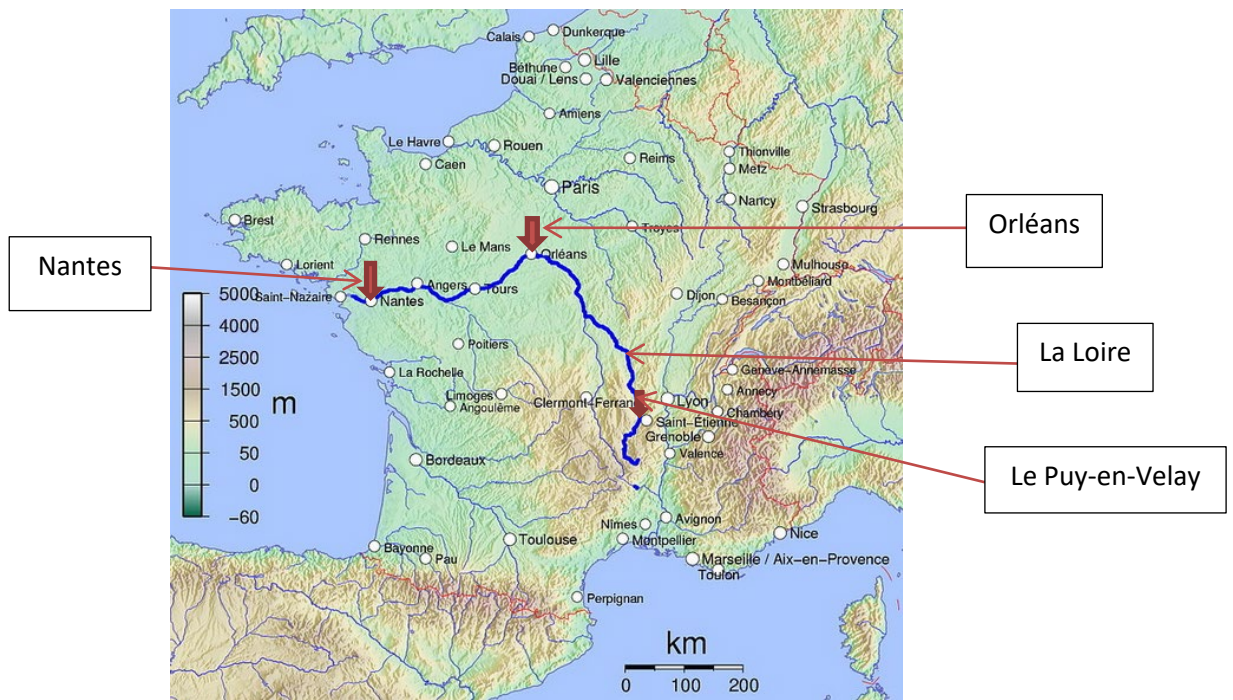 Calais
Dunkerque
Lille
Béthune
Douai / Lens
Valenciennes
Amiens
Le Havre
Rouen
Caen
Reims
Thionville
Metz
Paris
Nancy
Strasbourg
Brest
Troyes
Orléans
Rennes
Le Mans
Orléans
Nantes
Lorient
Mulhouse
Montbéliard
Saint-Nazaire
Nantes
Angers
Tours
Dijon
Besançon
5000
4000
2500
1500
500
50
0
-60
m
Poitiers
La Loire
La Rochelle
Genève-Annemasse
Limoges
Angoulême
Clermont-Ferrand
Lyon
Annecy
Chambéry
Saint-Étienne
Grenoble
Valence
Bordeaux
Le Puy-en-Velay
Nîmes
Avignon
Montpellier
Nice
Toulouse
Bayonne
Pau
Marseille / Aix-en-Provence
Toulon
Perpignan
km
0 100 200